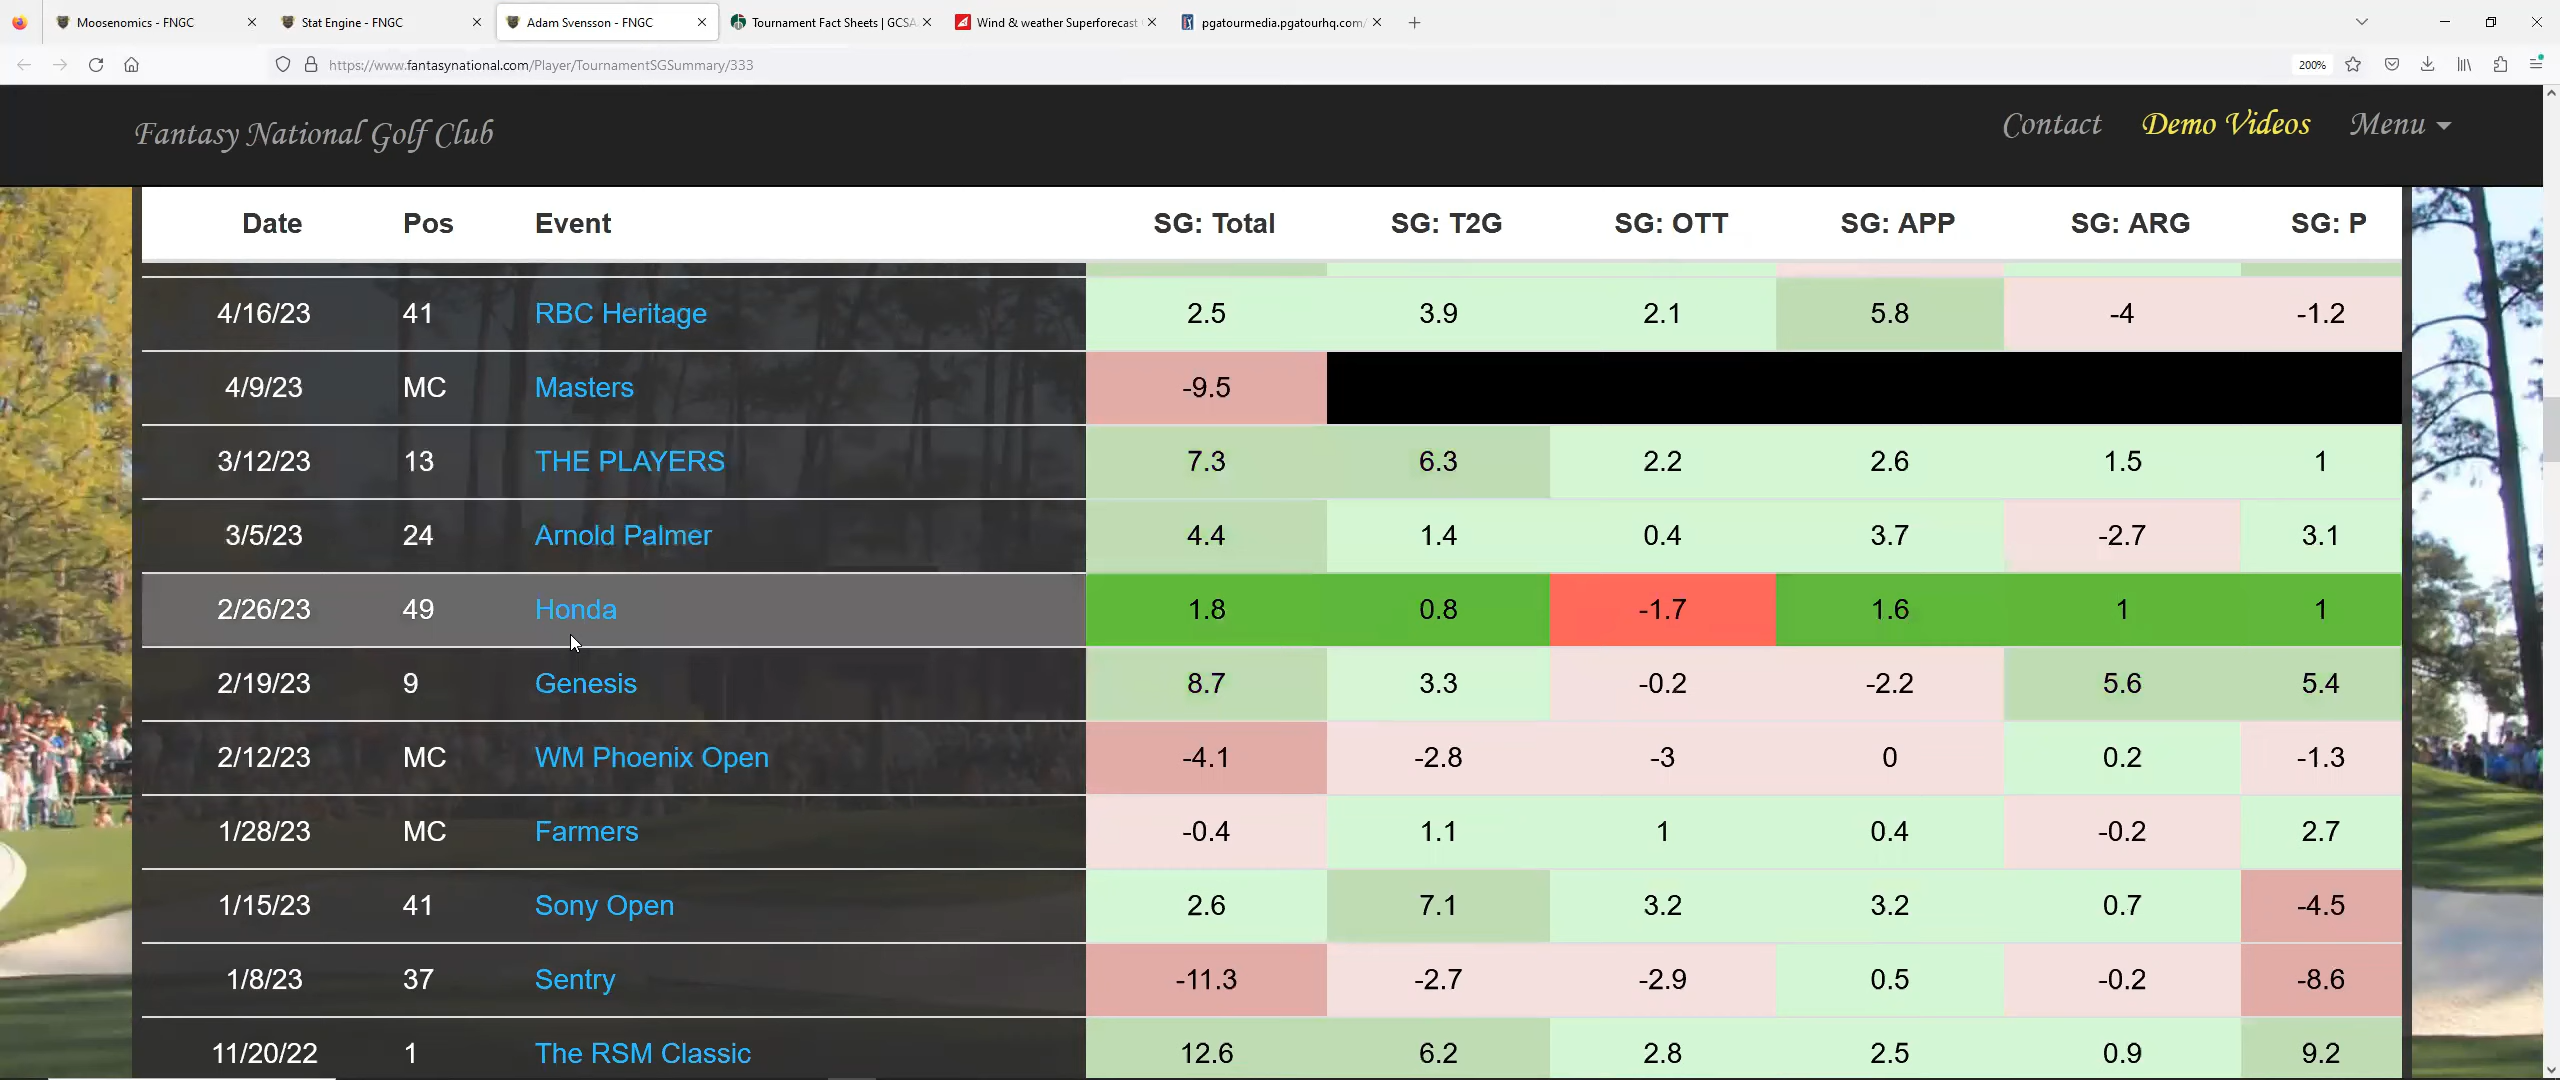 Moosenomics - FNGC
Stat Engine - FNGC
Adam Svensson - FNGC
Tournament Fact Sheets | GCSA
Wind & weather Superforecast
pgatourmedia.pgatourhq.com/
https://www.fantasynational.com/Player/TournamentSGSummary/333
200%
Fantasy National Golf Club
Contact Demo Videos Menu
Date Pos Event SG: Total SG: T2G SG: OTT SG: APP SG: ARG SG: P
4/16/23 41 RBC Heritage 2.5 3.9 2.1 5.8 -4 -1.2
4/9/23 MC Masters -9.5
3/12/23 13 THE PLAYERS 7.3 6.3 2.2 2.6 1.5 1
3/5/23 24 Arnold Palmer 4.4 1.4 0.4 3.7 -2.7 3.1
2/26/23 49 Honda 1.8 0.8 -1.7 1.6 1 1
2/19/23 9 Genesis 8.7 3.3 -0.2 -2.2 5.6 5.4
2/12/23 MC WM Phoenix Open -4.1 -2.8 -3 0 0.2 -1.3
1/28/23 MC Farmers -0.4 1.1 1 0.4 -0.2 2.7
1/15/23 41 Sony Open 2.6 7.1 3.2 3.2 0.7 -4.5
1/8/23 37 Sentry -11.3 -2.7 -2.9 0.5 -0.2 -8.6
11/20/22 1 The RSM Classic 12.6 6.2 2.8 2.5 0.9 9.2